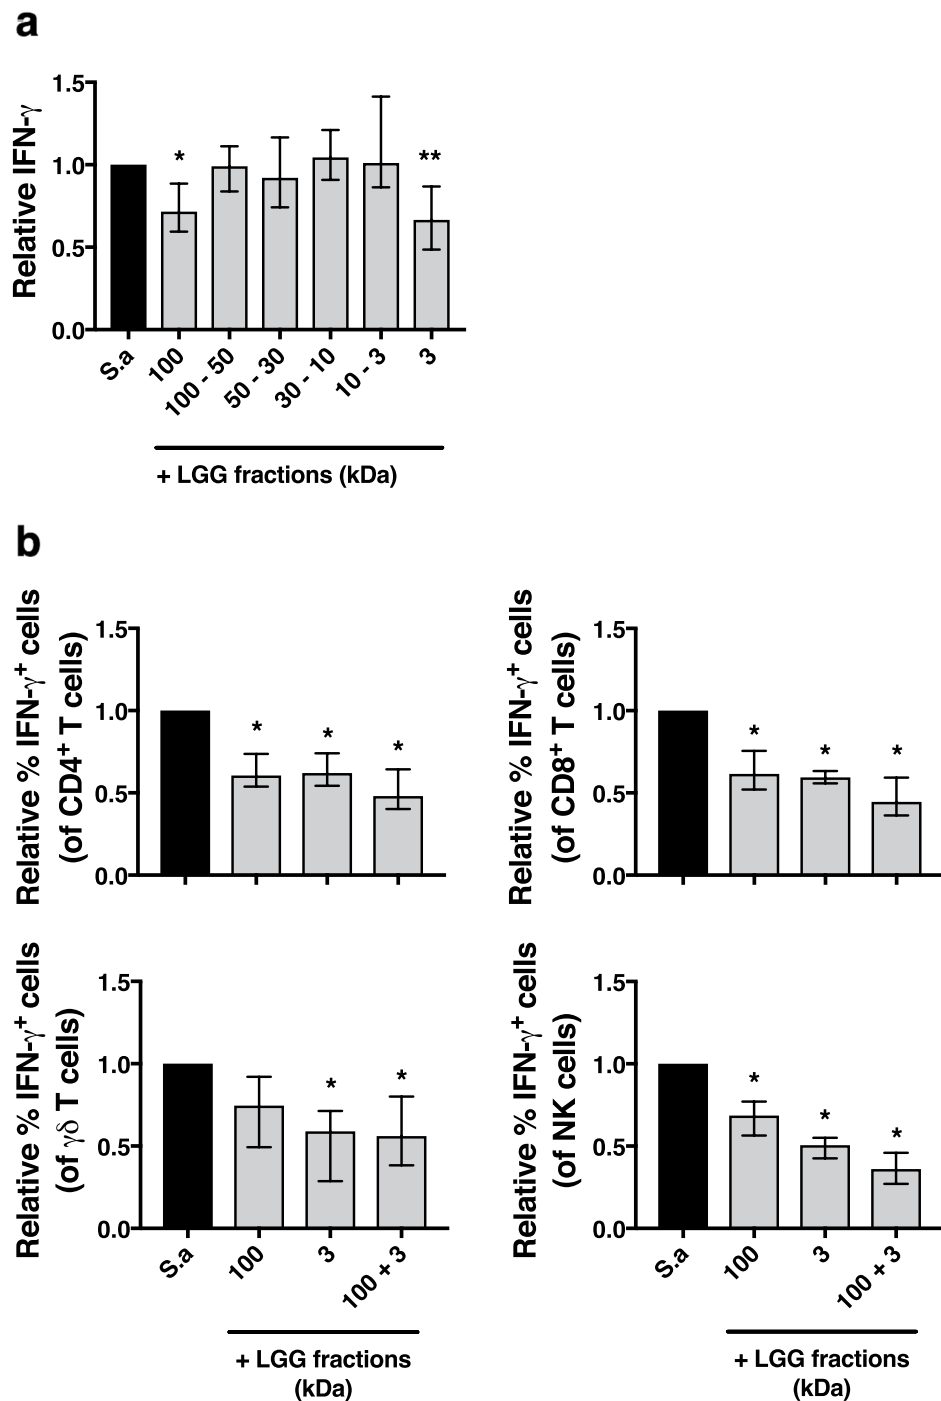 a
Relative IFN-γ
1.5
1.0
0.5
0.0
*
**
S.a
100
100 - 50
50 - 30
30 - 10
10 - 3
3
+ LGG fractions (kDa)
b
Relative % IFN-γ+ cells
(of CD4+ T cells)
1.5
1.0
0.5
0.0
*
*
*
Relative % IFN-γ+ cells
(of CD8+ T cells)
1.5
1.0
0.5
0.0
*
*
*
Relative % IFN-γ+ cells
(of γδ T cells)
1.5
1.0
0.5
0.0
*
*
S.a
100
3
100 + 3
+ LGG fractions
(kDa)
Relative % IFN-γ+ cells
(of NK cells)
1.5
1.0
0.5
0.0
*
*
*
S.a
100
3
100 + 3
+ LGG fractions
(kDa)